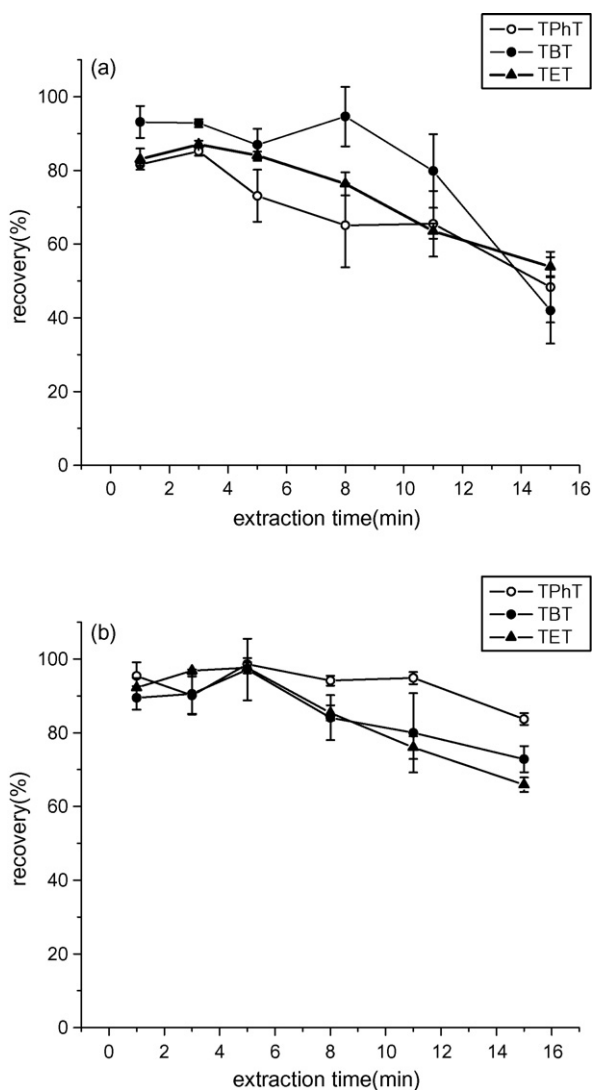 (a)
TPhT
TBT
TET
100
80
60
40
20
0
recovery(%)
0 2 4 6 8 10 12 14 16
extraction time(min)
(b)
TPhT
TBT
TET
100
80
60
40
20
0
recovery(%)
0 2 4 6 8 10 12 14 16
extraction time(min)